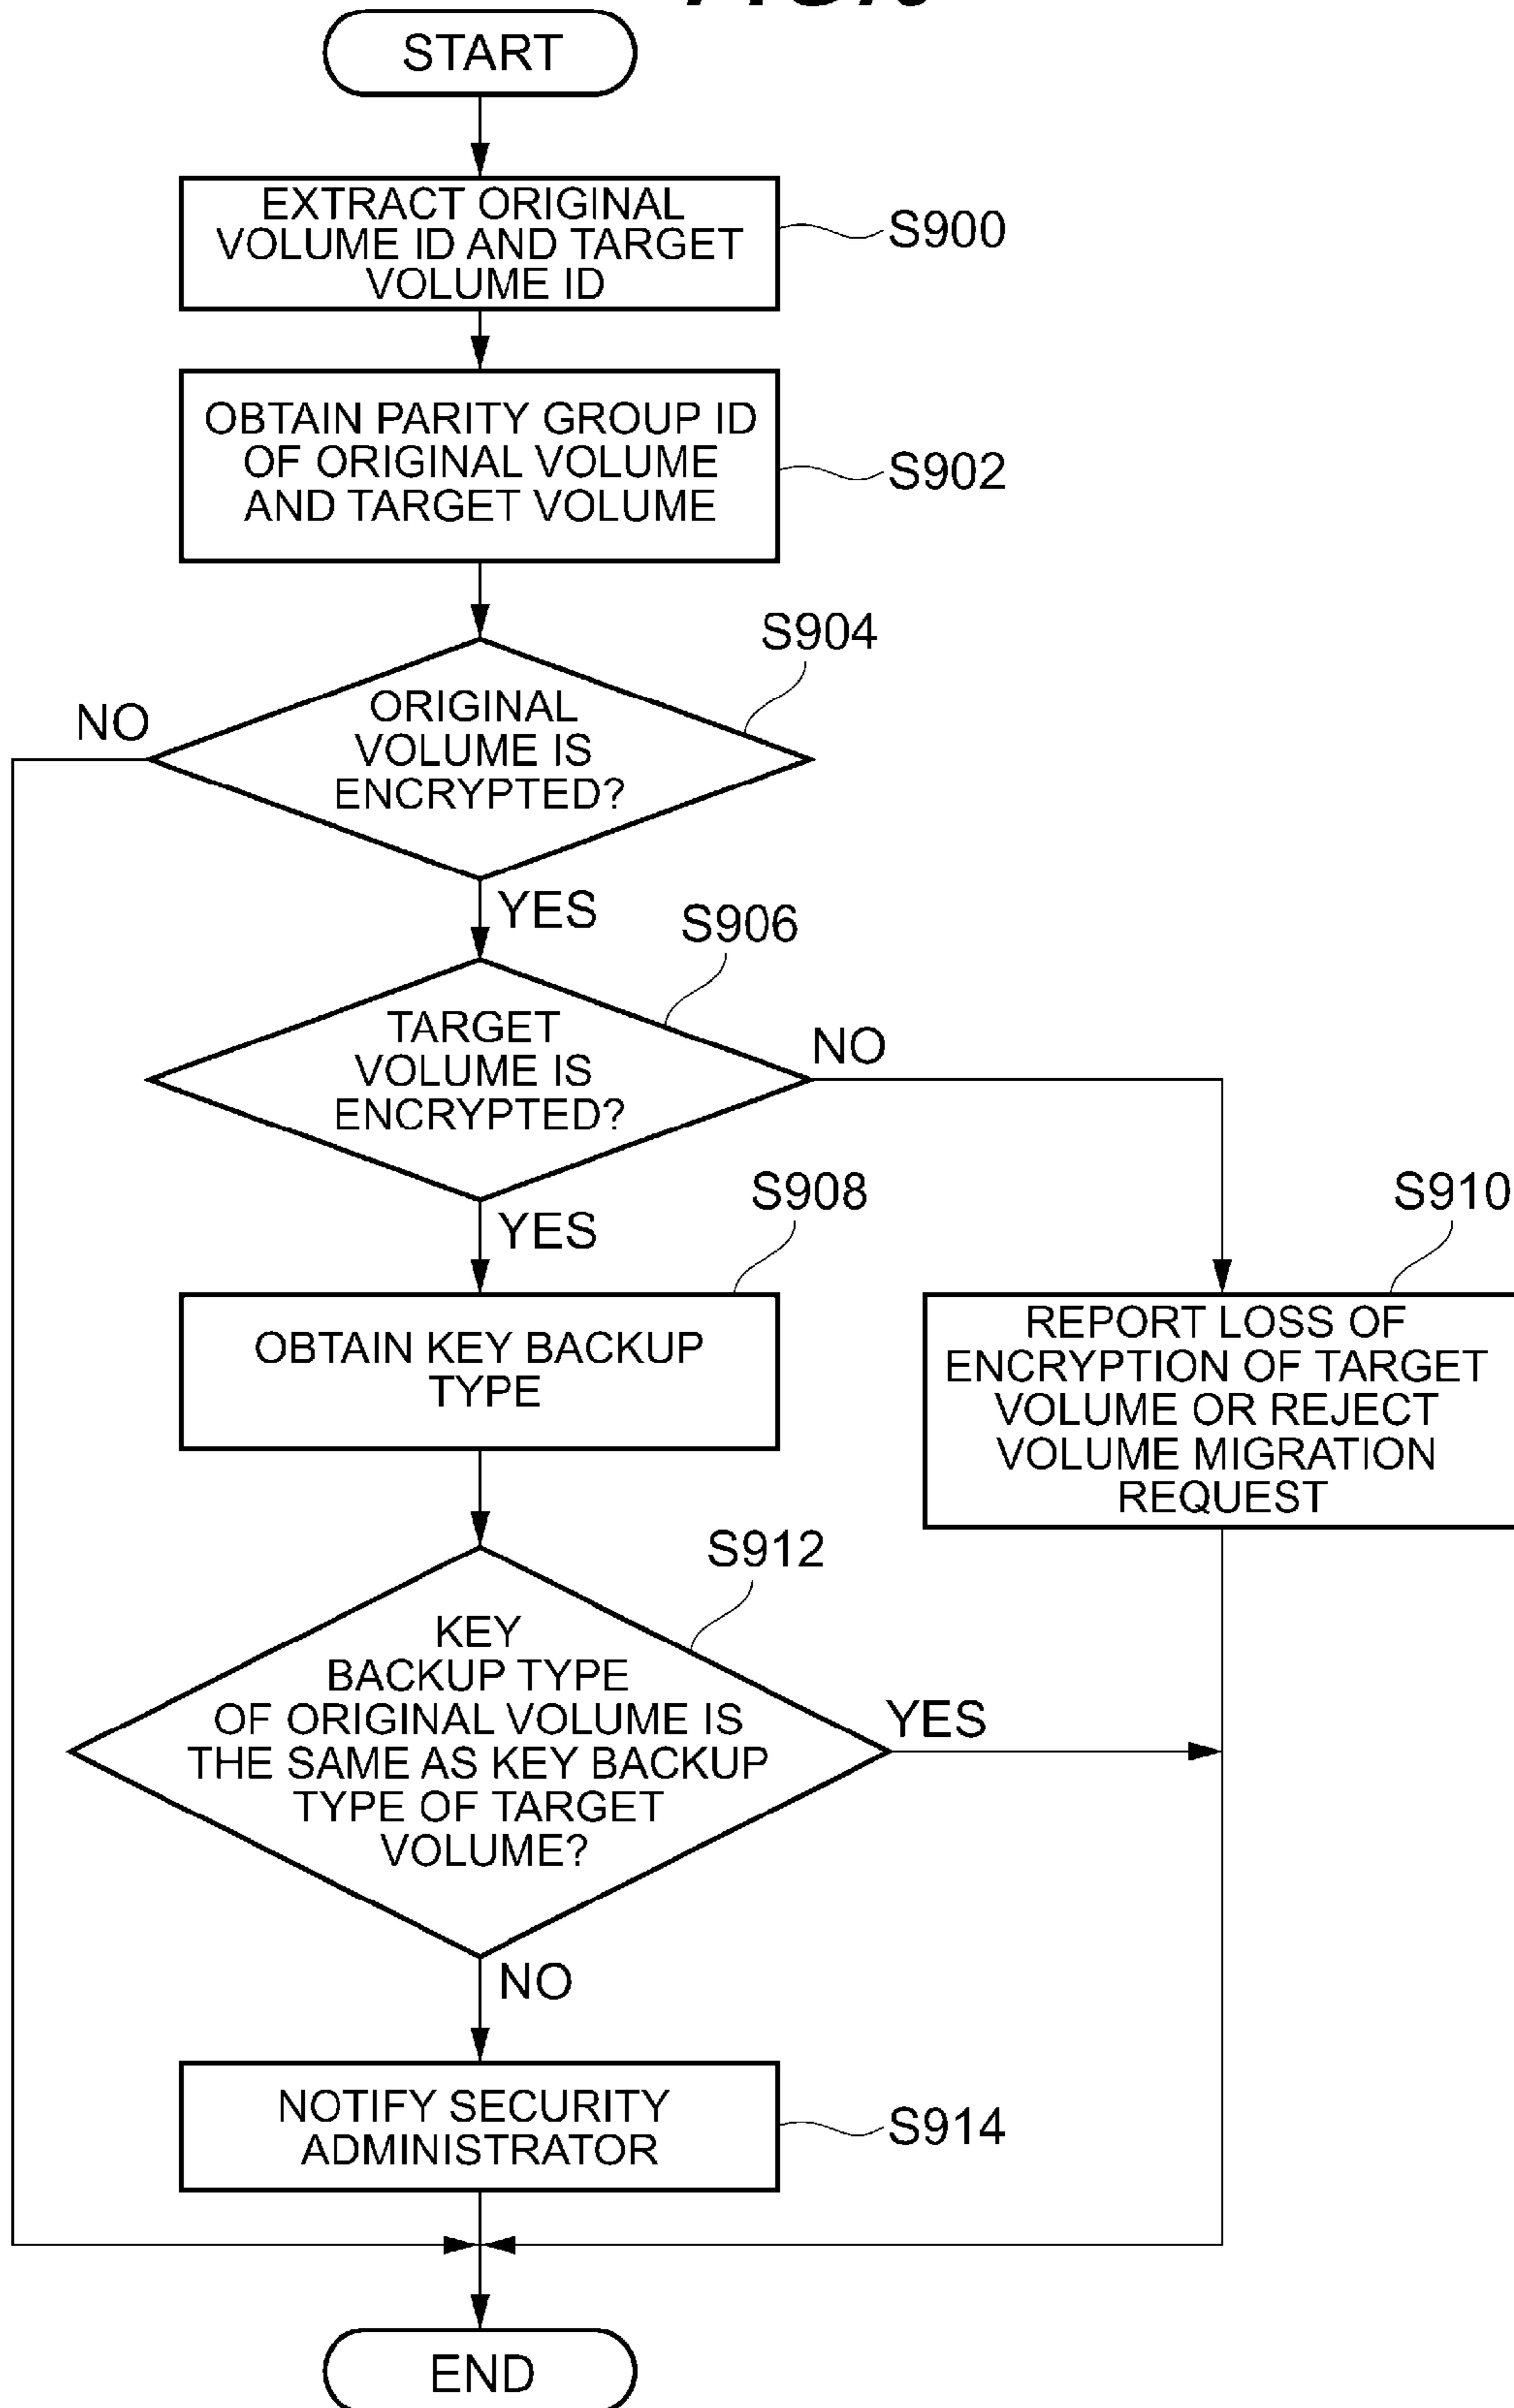 START
EXTRACT ORIGINAL
VOLUME ID AND TARGET
VOLUME ID
S900
OBTAIN PARITY GROUP ID
OF ORIGINAL VOLUME
AND TARGET VOLUME
S902
S904
NO
ORIGINAL
VOLUME IS
ENCRYPTED?
YES
S906
TARGET
VOLUME IS
ENCRYPTED?
NO
YES
S908
S910
OBTAIN KEY BACKUP
TYPE
REPORT LOSS OF
ENCRYPTION OF TARGET
VOLUME OR REJECT
VOLUME MIGRATION
REQUEST
S912
KEY
BACKUP TYPE
OF ORIGINAL VOLUME IS
THE SAME AS KEY BACKUP
TYPE OF TARGET
VOLUME?
YES
NO
NOTIFY SECURITY
ADMINISTRATOR
S914
END